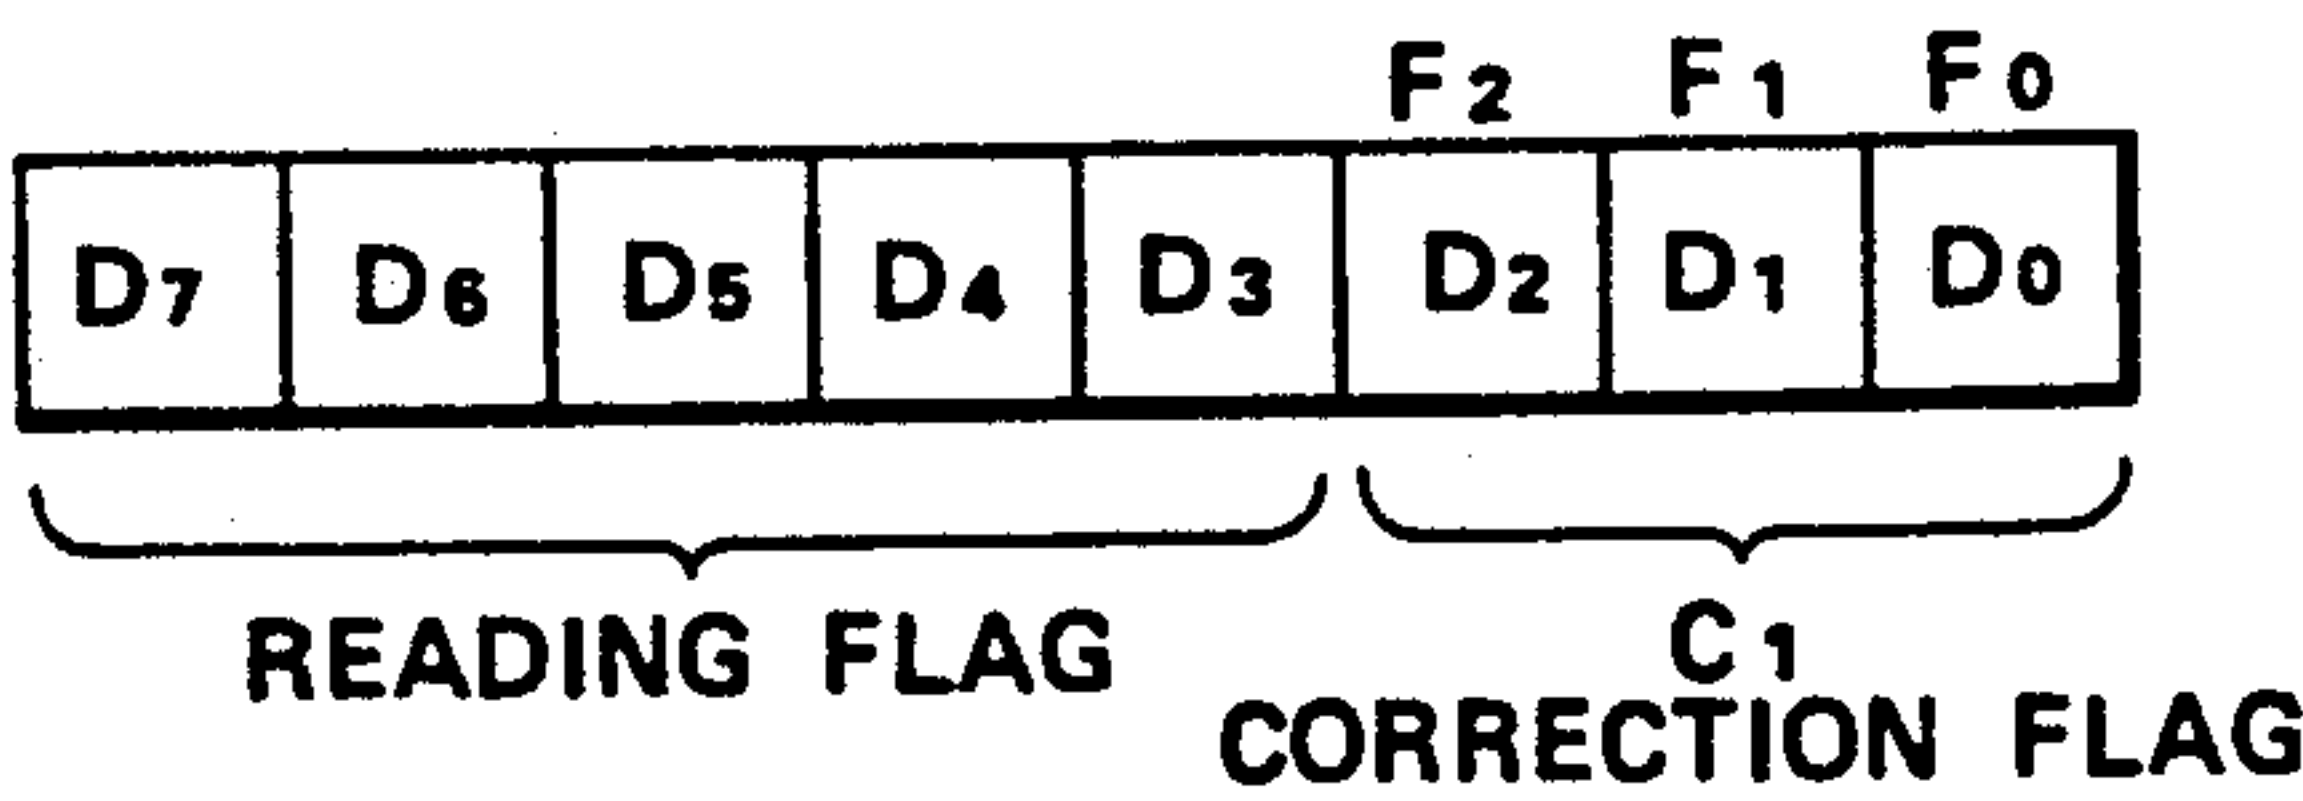 F2 F1 F0
D7 D6 D5 D4 D3 D2 D1 D0
READING FLAG
C1
CORRECTION FLAG